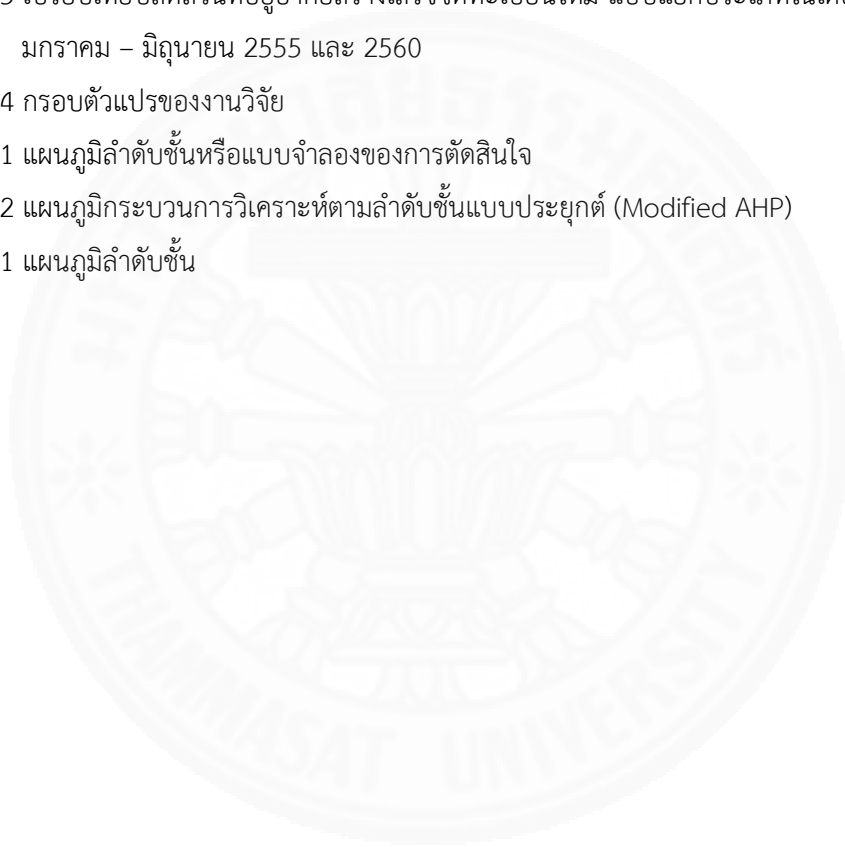 มกราคม – มิถุนายน 2555 และ 2560
4 กรอบตัวแปรของงานวิจัย
1 แผนภูมิลำดับชั้นหรือแบบจำลองของการตัดสินใจ
2 แผนภูมิกระบวนการวิเคราะห์ตามลำดับชั้นแบบประยุกต์ (Modified AHP)
1 แผนภูมิลำดับชั้น
THAMMASAT UNIVERSITY